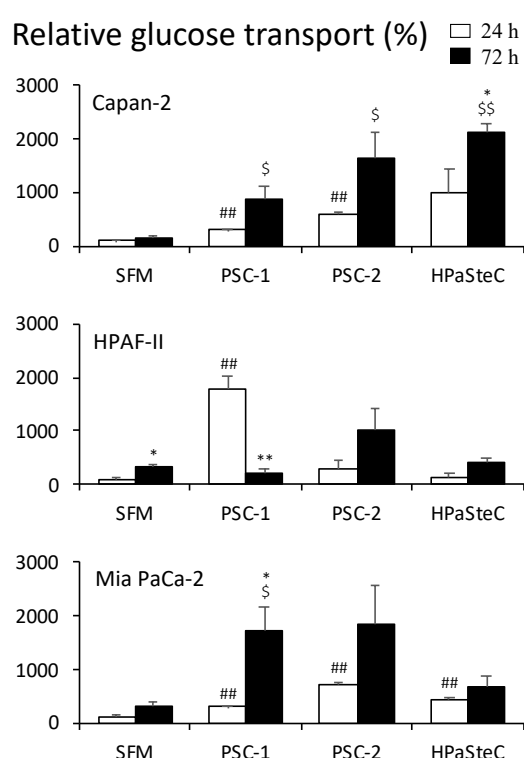 Relative glucose transport (%)
24 h
72 h
3000
2000
1000
0
Capan-2
##
$
##
$
*
$$
SFM PSC-1 PSC-2 HPaSteC
3000
2000
1000
0
HPAF-II
*
##
**
SFM PSC-1 PSC-2 HPaSteC
3000
2000
1000
0
Mia PaCa-2
##
*
$
##
##
SFM PSC-1 PSC-2 HPaSteC